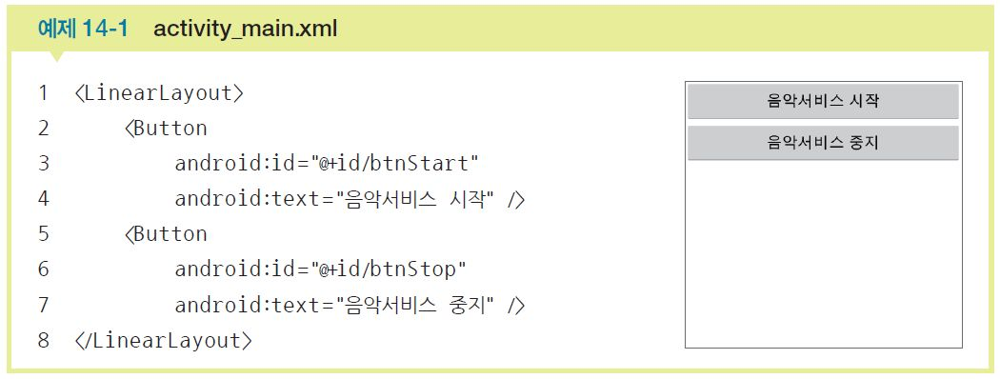 예제 14-1 activity_main.xml
1 <LinearLayout>
2 <Button
3 android:id="@+id/btnStart"
4 android:text="음악서비스 시작" />
5 <Button
6 android:id="@+id/btnStop"
7 android:text="음악서비스 중지" />
8 </LinearLayout>
음악서비스 시작
음악서비스 중지